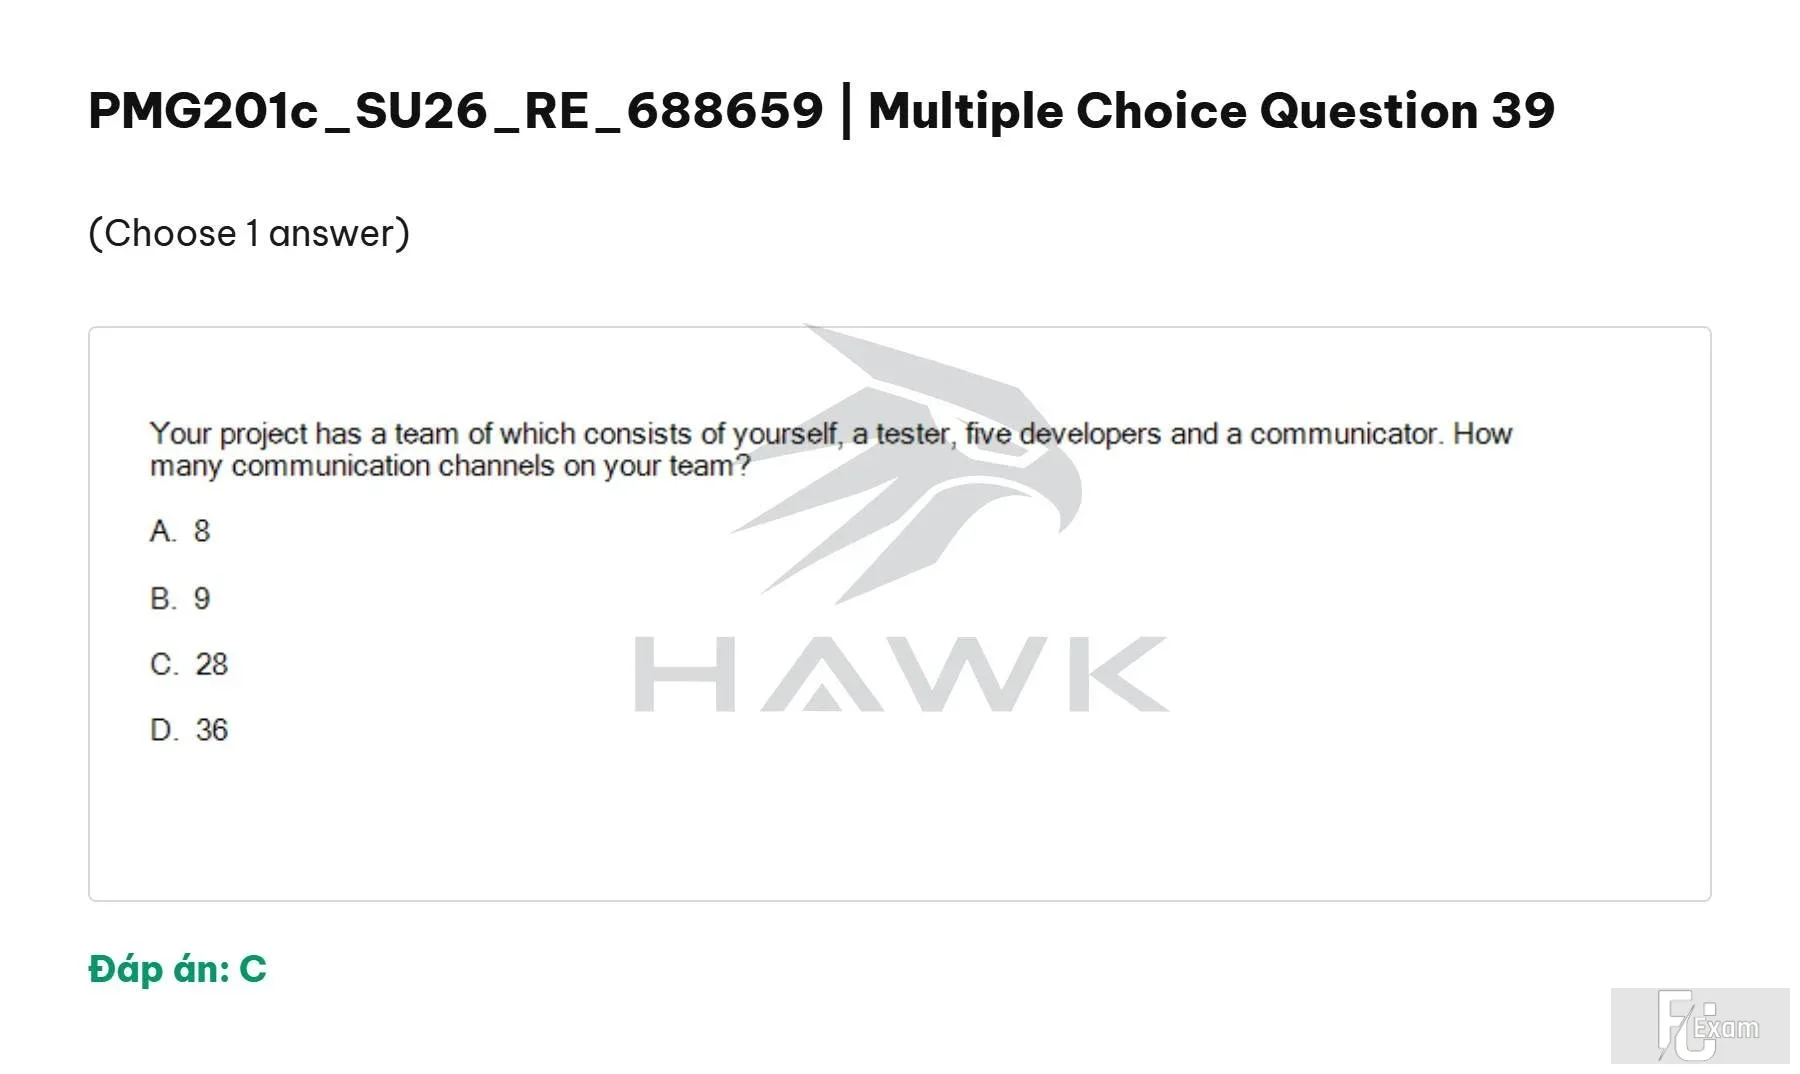 PMG201c_SU26_RE_688659 | Multiple Choice Question 39
(Choose 1 answer)
Your project has a team of which consists of yourself, a tester, five developers and a communicator. How
many communication channels on your team?
A. 8
B. 9
C. 28
D. 36
HAWK
Đáp án: C
FU Exam